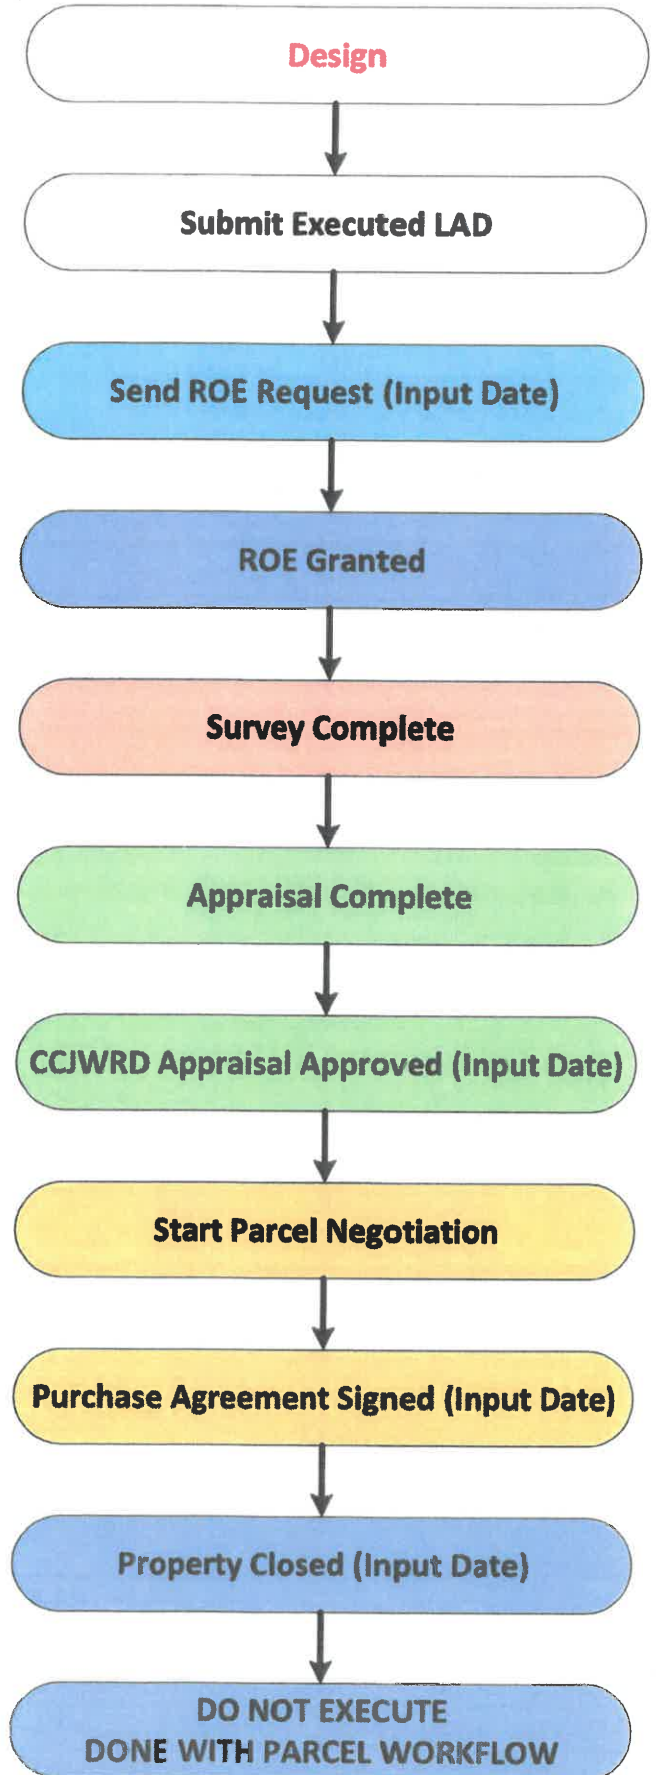 Design
Submit Executed LAD
Send ROE Request (Input Date)
ROE Granted
Survey Complete
Appraisal Complete
CCJWRD Appraisal Approved (Input Date)
Start Parcel Negotiation
Purchase Agreement Signed (Input Date)
Property Closed (Input Date)
DO NOT EXECUTE
DONE WITH PARCEL WORKFLOW